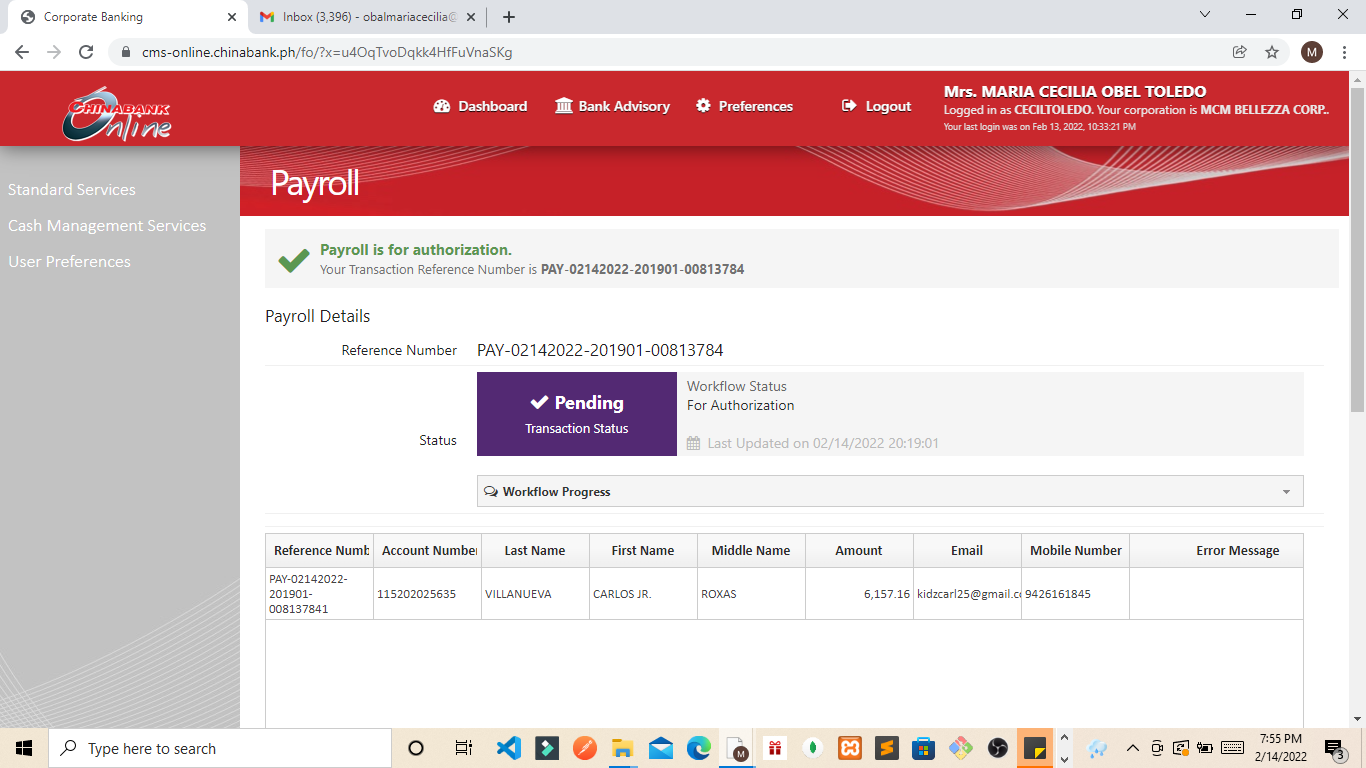 Corporate Banking
Inbox (3,396) - obalmariacecilia@
cms-online.chinabank.ph/fo/?x=u4OqTvoDqkk4HfFuVnaSKg
M
CHINABANK
Online
Dashboard
Bank Advisory
Preferences
Logout
Mrs. MARIA CECILIA OBEL TOLEDO
Logged in as CECILTOLEDO. Your corporation is MCM BELLEZZA CORP..
Your last login was on Feb 13, 2022, 10:33:21 PM
Standard Services
Cash Management Services
User Preferences
Payroll
Payroll is for authorization.
Your Transaction Reference Number is PAY-02142022-201901-00813784
Payroll Details
Reference Number PAY-02142022-201901-00813784
Status
Pending
Transaction Status
Workflow Status
For Authorization
Last Updated on 02/14/2022 20:19:01
Workflow Progress
Reference Numb Account Number Last Name First Name Middle Name Amount Email Mobile Number Error Message
PAY-02142022-
201901-
008137841
115202025635 VILLANUEVA CARLOS JR. ROXAS 6,157.16 kidzcarl25@gmail.co 9426161845
Type here to search
M
7:55 PM
2/14/2022
3